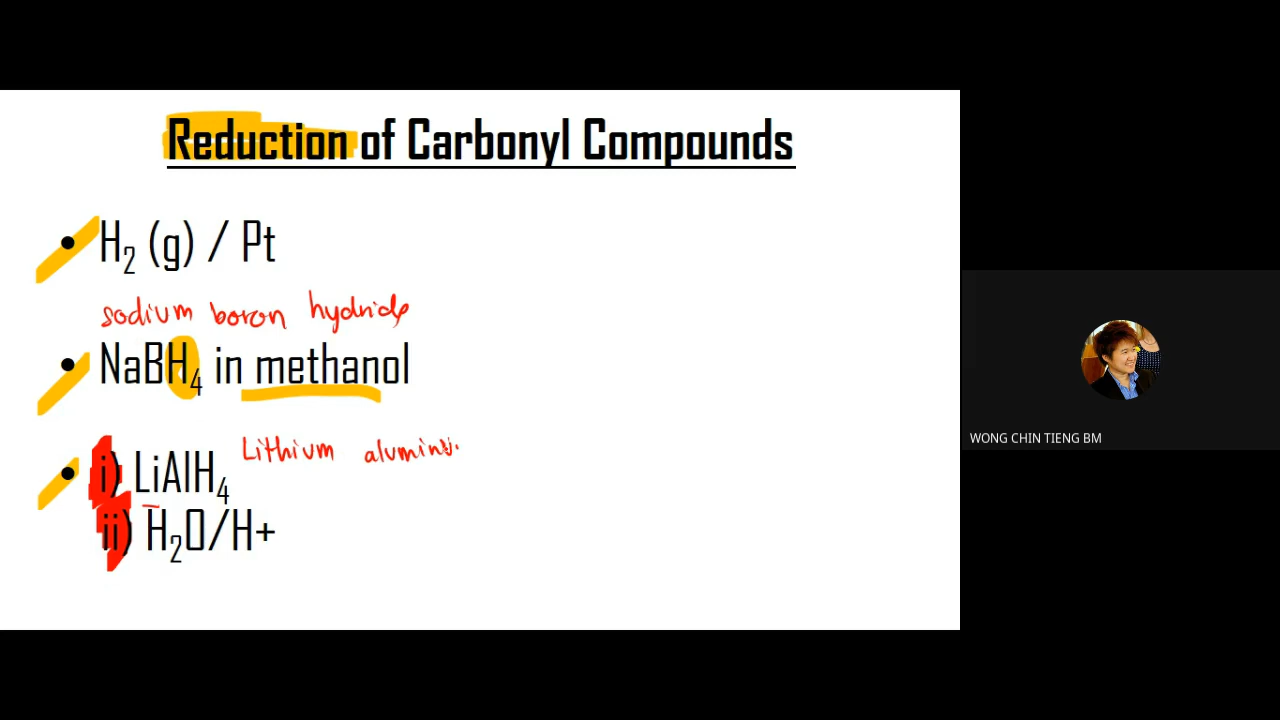 Reduction of Carbonyl Compounds
• H₂ (g) / Pt
sodium boron hydride
• NaBH₄ in methanol
Lithium
• i) LiAlH₄
ii) H₂O/H+
WONG CHIN TIENG BM